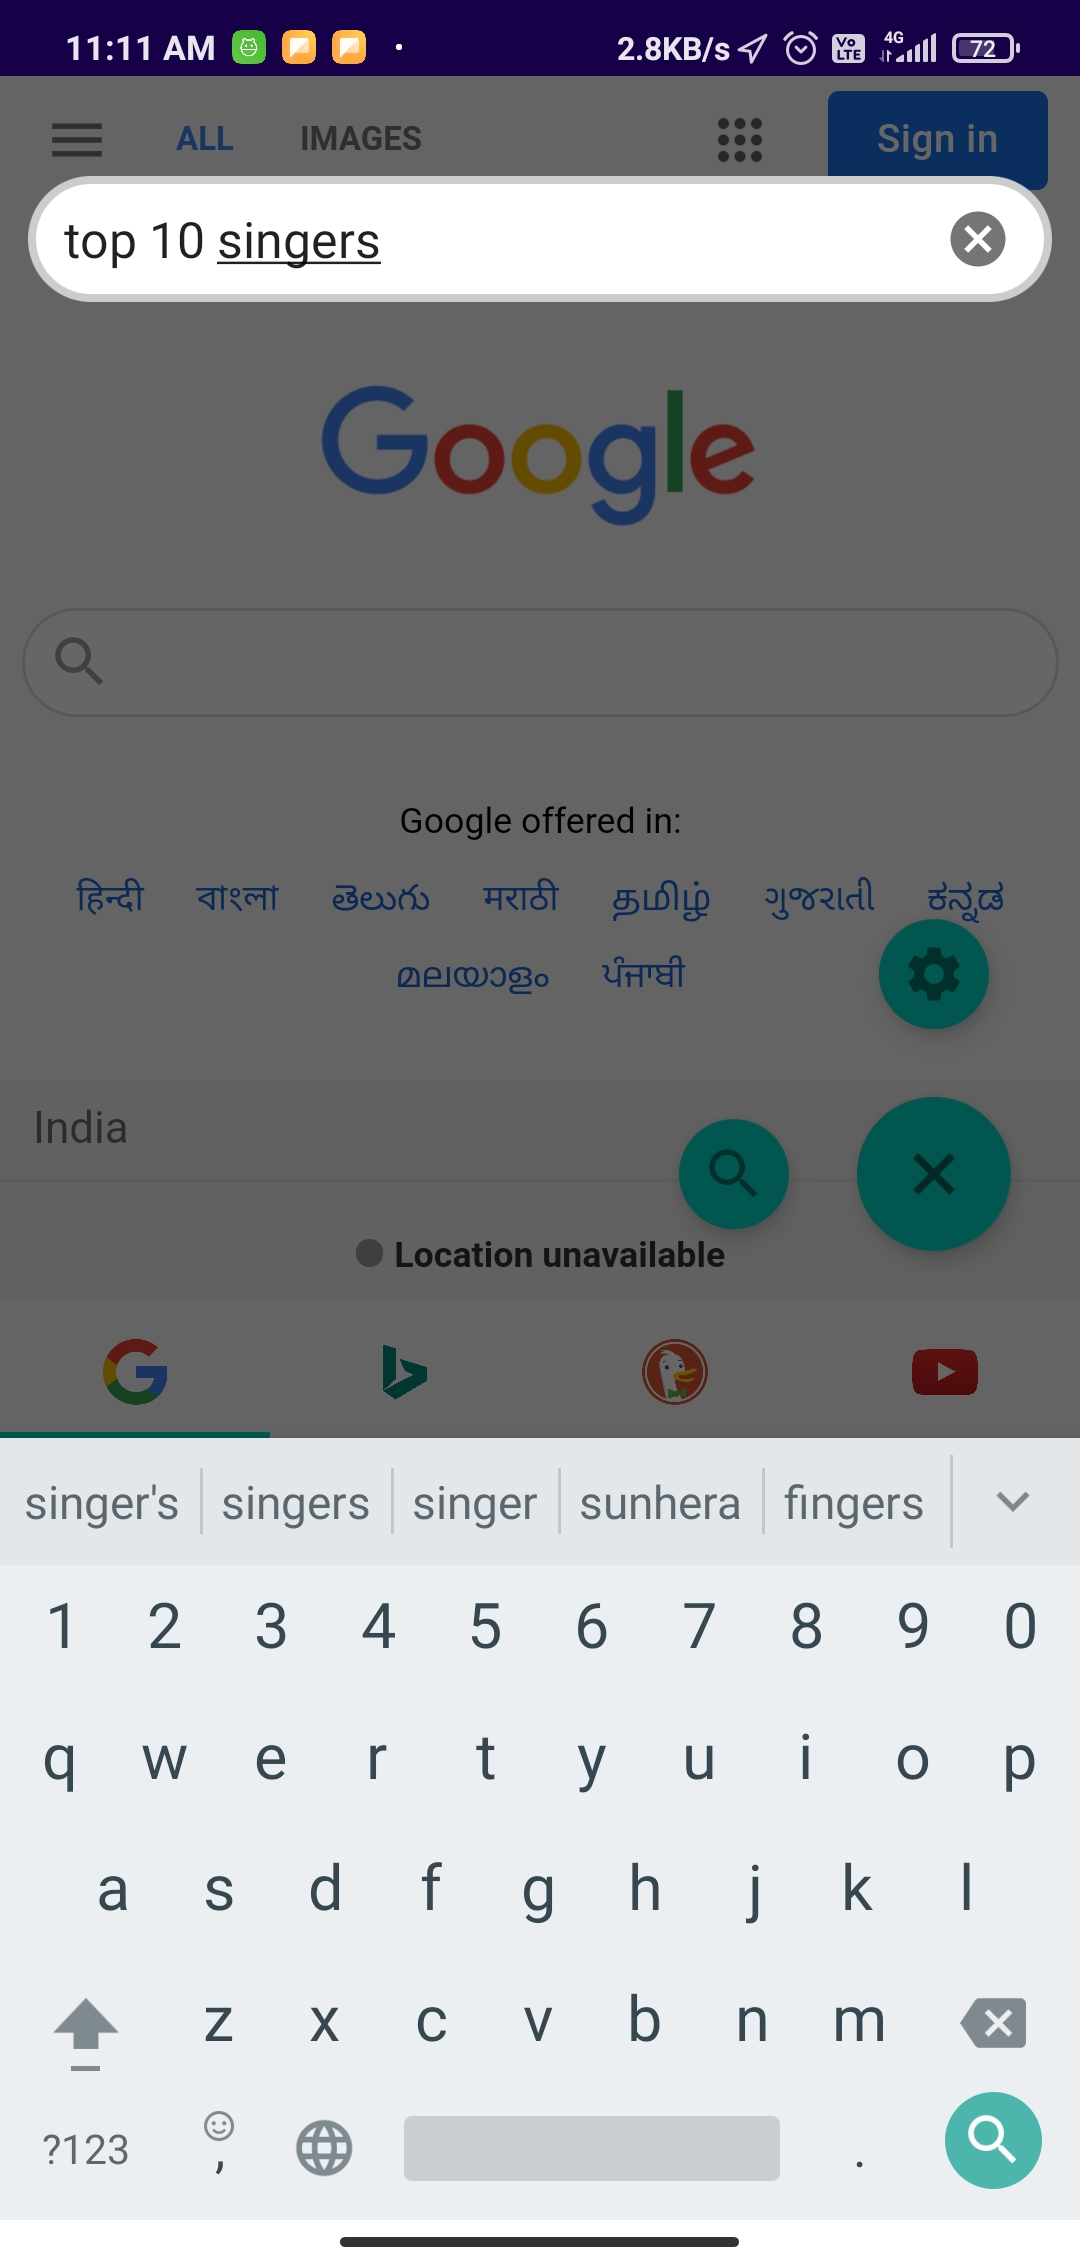 11:11 AM 2.8KB/s Vo LTE 4G 72
ALL IMAGES Sign in
top 10 singers
Google
Google offered in:
हिन्दी বাংলা తెలుగు मराठी தமிழ் ગુજરાતી ಕನ್ನಡ
മലയാളം ਪੰਜਾਬੀ
India
Location unavailable
singer's singers singer sunhera fingers
1 2 3 4 5 6 7 8 9 0
q w e r t y u i o p
a s d f g h j k l
z x c v b n m
?123 , .